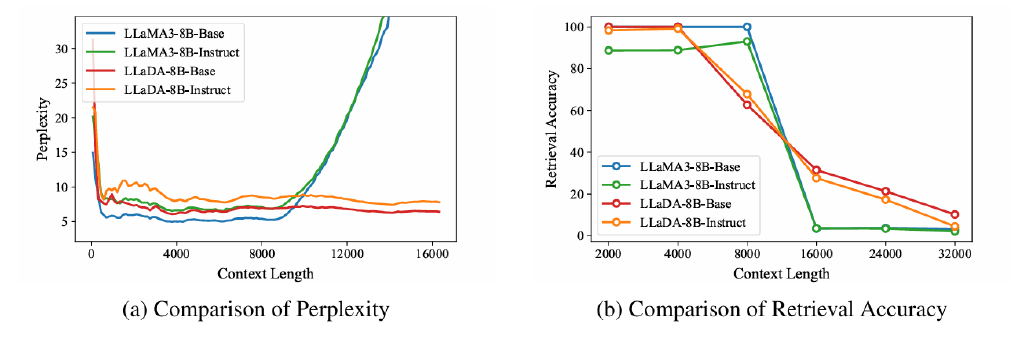 30
25
20
15
10
5
Perplexity
LLaMA3-8B-Base
LLaMA3-8B-Instruct
LLaDA-8B-Base
LLaDA-8B-Instruct
0
4000
8000
12000
16000
Context Length
(a) Comparison of Perplexity
100
80
60
40
20
0
Retrieval Accuracy
LLaMA3-8B-Base
LLaMA3-8B-Instruct
LLaDA-8B-Base
LLaDA-8B-Instruct
2000
4000
8000
16000
24000
32000
Context Length
(b) Comparison of Retrieval Accuracy